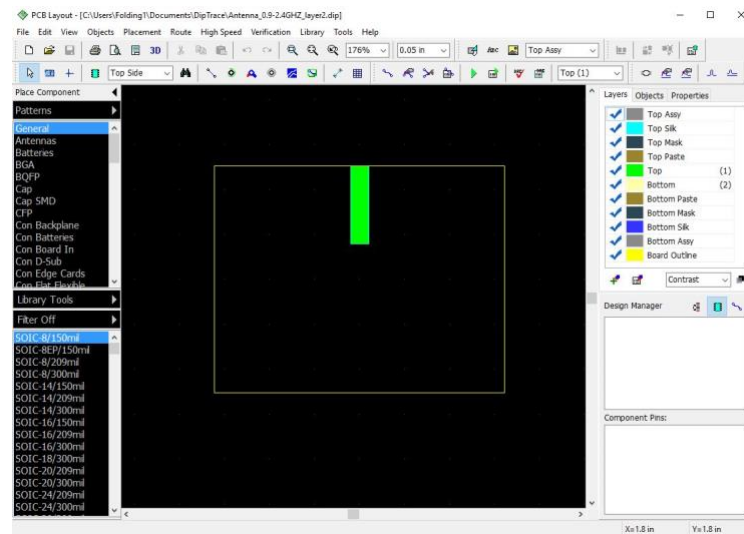 PCB Layout - [C:\Users\Folding1\Documents\DipTrace\Antenna_0.9-2.4GHZ_layer2.dip]
File Edit View Objects Placement Route High Speed Verification Library Tools Help
3D 176% 0.05 in Abc Top Assy
Top Side A Top (1)
Place Component
Patterns
General
Antennas
Batteries
BGA
BQFP
Cap
Cap SMD
CFP
Con Backplane
Con Batteries
Con Board In
Con D-Sub
Con Edge Cards
Con Flat Flexible
Library Tools
Filter Off
SOIC-8/150mil
SOIC-8EP/150mil
SOIC-8/209mil
SOIC-8/300mil
SOIC-14/150mil
SOIC-14/209mil
SOIC-14/300mil
SOIC-16/150mil
SOIC-16/209mil
SOIC-16/300mil
SOIC-18/300mil
SOIC-20/209mil
SOIC-20/300mil
SOIC-24/209mil
SOIC-24/300mil
Layers Objects Properties
Top Assy
Top Silk
Top Mask
Top Paste
Top (1)
Bottom (2)
Bottom Paste
Bottom Mask
Bottom Silk
Bottom Assy
Board Outline
Contrast
Design Manager
Component Pins:
X=1.8 in Y=1.8 in